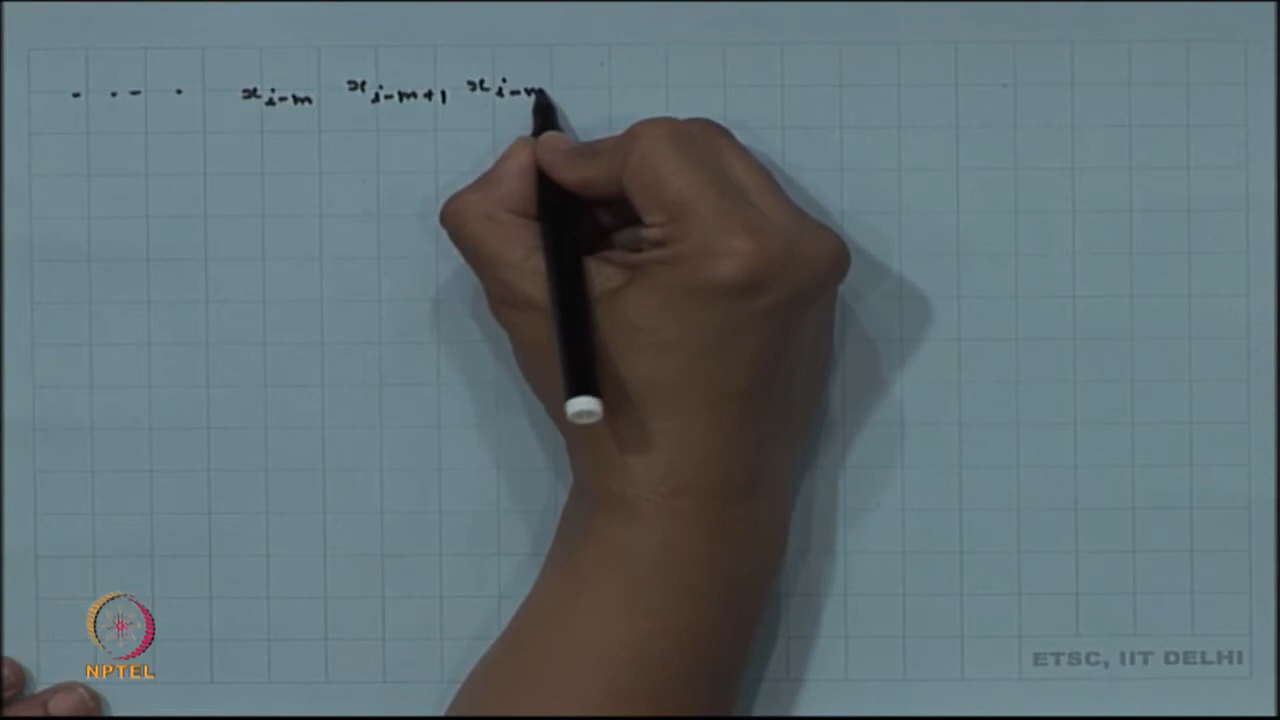 - . - . x_{i-m} x_{i-m+1} x_{i-m
NPTEL
ETSC, IIT DELHI